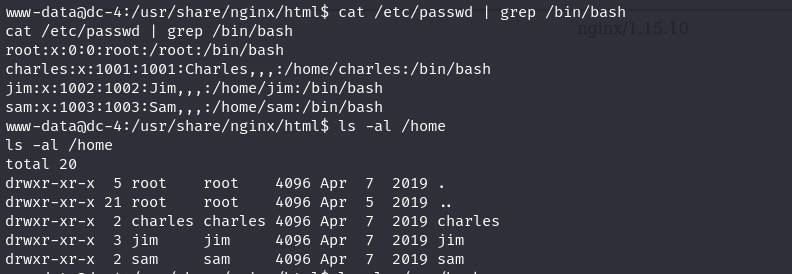 www-data@dc-4:/usr/share/nginx/html$ cat /etc/passwd | grep /bin/bash
cat /etc/passwd | grep /bin/bash
nginx/1.15.10
root:x:0:0:root:/root:/bin/bash
charles:x:1001:1001:Charles,,,:/home/charles:/bin/bash
jim:x:1002:1002:Jim,,,:/home/jim:/bin/bash
sam:x:1003:1003:Sam,,,:/home/sam:/bin/bash
www-data@dc-4:/usr/share/nginx/html$ ls -al /home
ls -al /home
total 20
drwxr-xr-x  5 root    root    4096 Apr  7  2019 .
drwxr-xr-x 21 root    root    4096 Apr  5  2019 ..
drwxr-xr-x  2 charles charles 4096 Apr  7  2019 charles
drwxr-xr-x  3 jim     jim     4096 Apr  7  2019 jim
drwxr-xr-x  2 sam     sam     4096 Apr  7  2019 sam